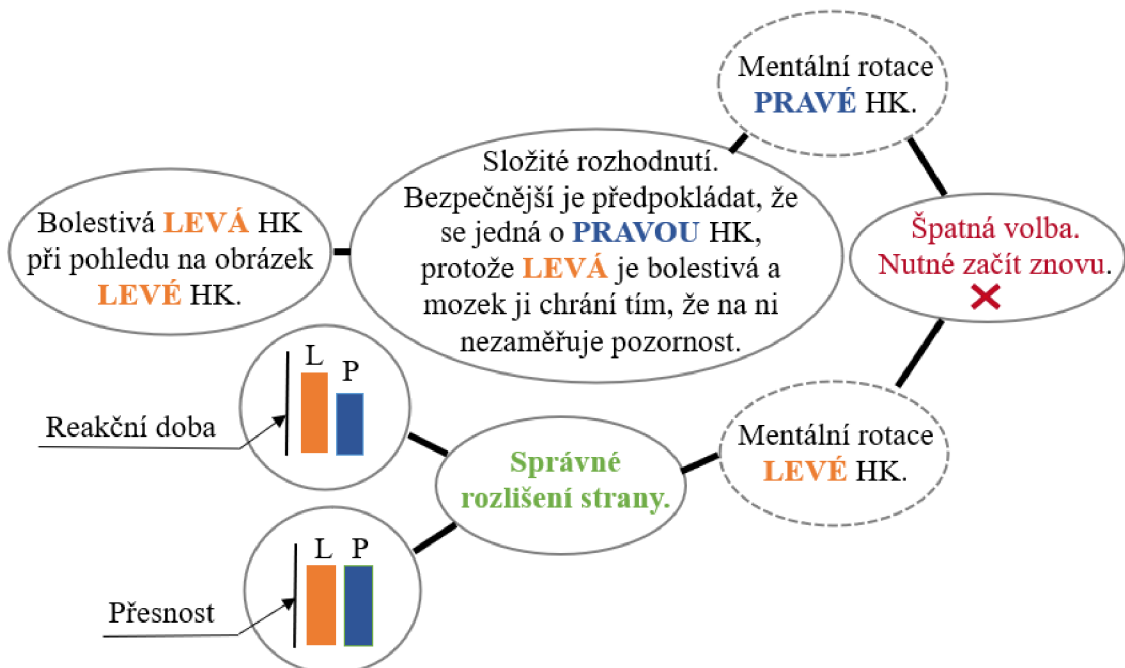 Mentální rotace
PRAVÉ HK.
Složité rozhodnutí.
Bezpečnější je předpokládat, že
se jedná o PRAVOU HK,
protože LEVÁ je bolestivá a
mozek ji chrání tím, že na ni
nezaměřuje pozornost.
Bolestivá LEVÁ HK
při pohledu na obrázek
LEVÉ HK.
Špatná volba.
Nutné začít znovu.
Mentální rotace
LEVÉ HK.
Správné
rozlišení strany.
L P
Reakční doba
L P
Přesnost